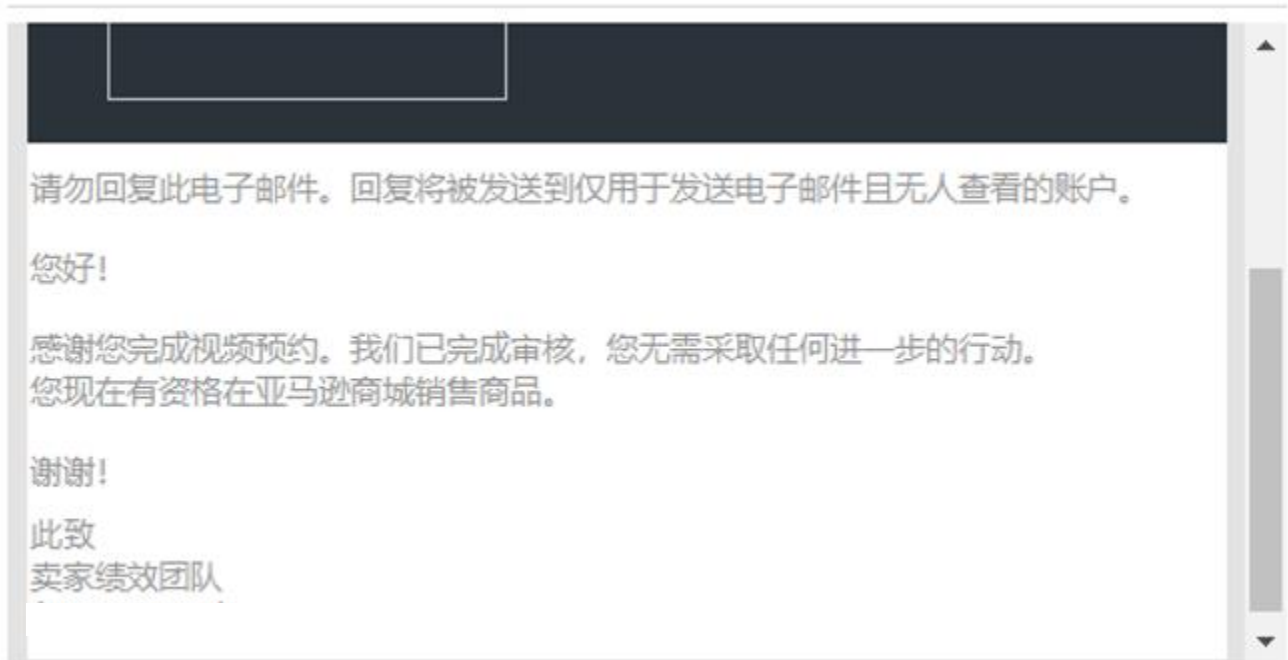 请勿回复此电子邮件。回复将被发送到仅用于发送电子邮件且无人查看的账户。
您好!
感谢您完成视频预约。我们已完成审核，您无需采取任何进一步的行动。
您现在有资格在亚马逊商城销售商品。
谢谢!
此致
卖家绩效团队